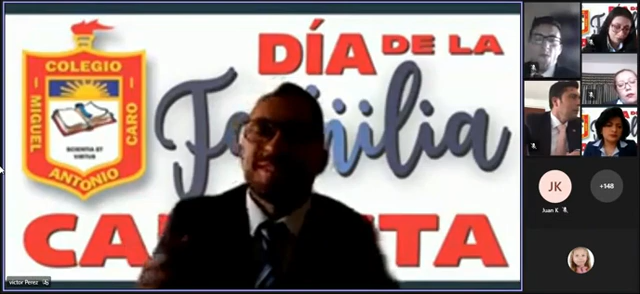 COLEGIO
MIGUEL
ANTONIO
CARO
SCIENTIA ET
VIRTUS
DÍA DE LA
Familia
victor Perez
JK
Juan K
+148